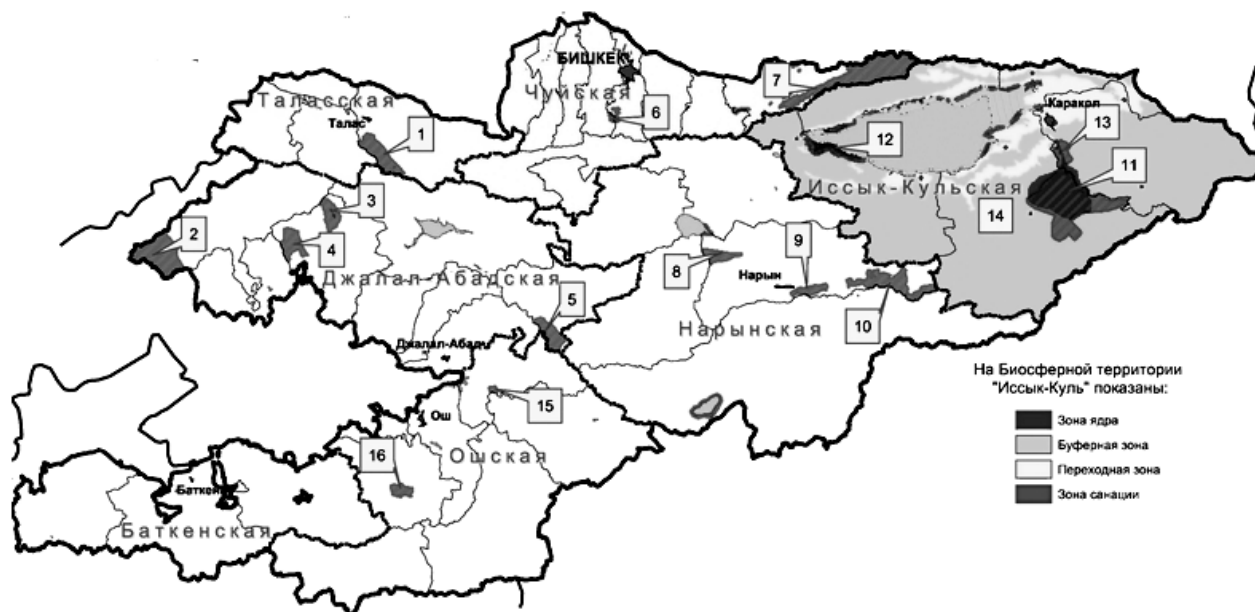 БИШКЕК
Чуйская
7
Таласская
Талас
1
6
Каракол
12
13
11
Иссык-Кульская
3
2
4
14
9
8
Нарын
Джалал-Абадская
5
10
Нарынская
Джалал-Абад
На Биосферной территории
"Иссык-Куль" показаны:
15
Ош
Зона ядра
16
Ошская
Буферная зона
Переходная зона
Баткен
Зона санации
Баткенская